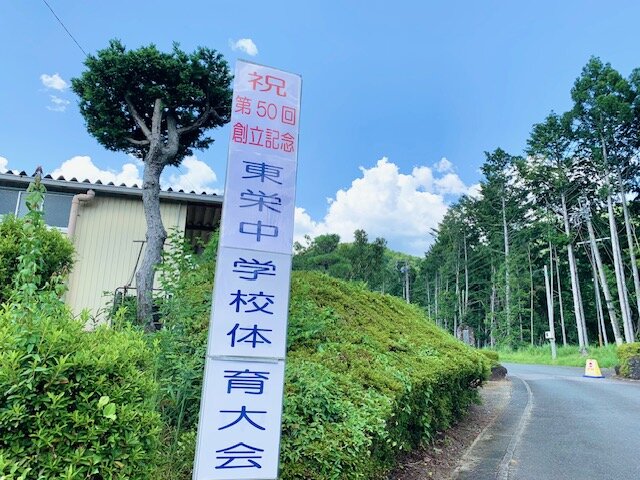 祝
第50回
創立記念
東栄中学校体育大会